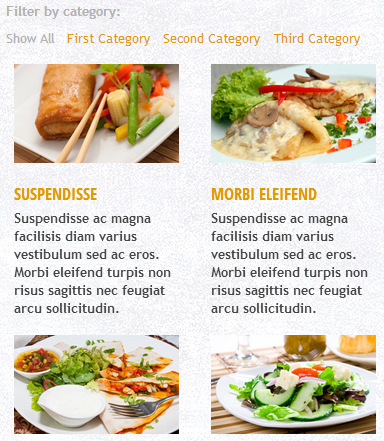 Filter by category:
Show All First Category Second Category Third Category
SUSPENDISSE
Suspendisse ac magna
facilisis diam varius
vestibulum sed ac eros.
Morbi eleifend turpis non
risus sagittis nec feugiat
arcu sollicitudin.
MORBI ELEIFEND
Suspendisse ac magna
facilisis diam varius
vestibulum sed ac eros.
Morbi eleifend turpis non
risus sagittis nec feugiat
arcu sollicitudin.